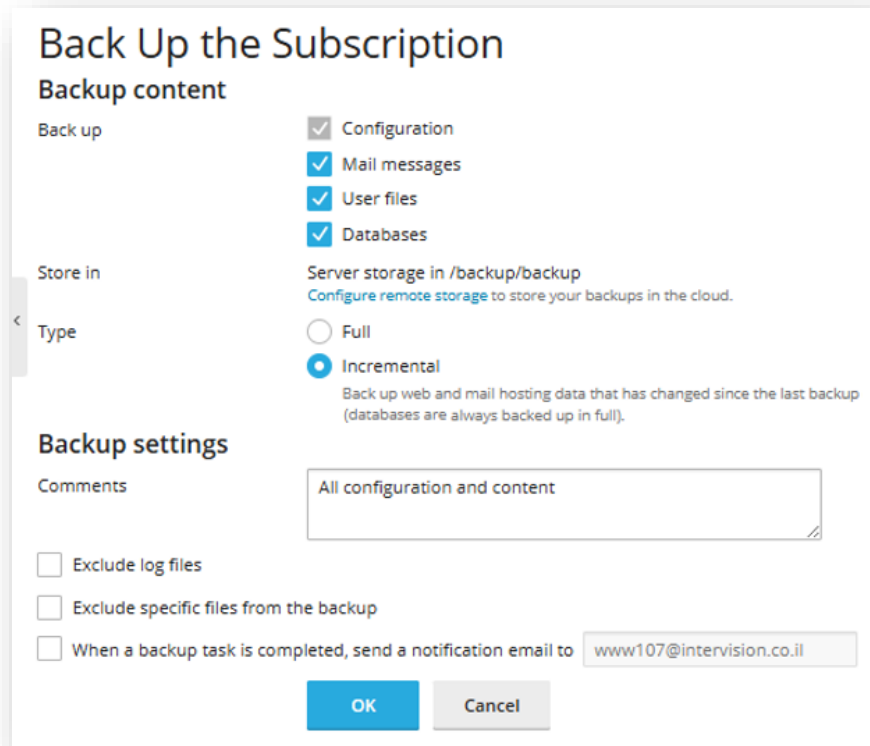 Back Up the Subscription
Backup content
Back up
Configuration
Mail messages
User files
Databases
Store in
Server storage in /backup/backup
Configure remote storage to store your backups in the cloud.
Type
Full
Incremental
Back up web and mail hosting data that has changed since the last backup
(databases are always backed up in full).
Backup settings
Comments
All configuration and content
Exclude log files
Exclude specific files from the backup
When a backup task is completed, send a notification email to www107@intervision.co.il
OK Cancel